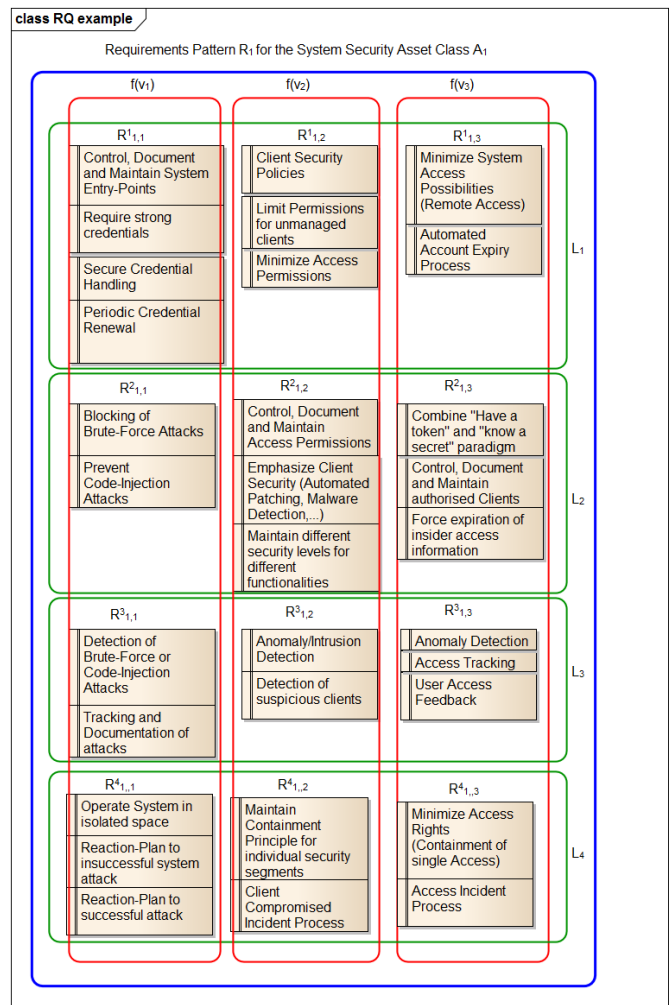 class RQ example
Requirements Pattern R1 for the System Security Asset Class A1
f(v1)
f(v2)
f(v3)
R11,1
Control, Document
and Maintain System
Entry-Points
Require strong
credentials
Secure Credential
Handling
Periodic Credential
Renewal
R11,2
Client Security
Policies
Limit Permissions
for unmanaged
clients
Minimize Access
Permissions
R11,3
Minimize System
Access
Possibilities
(Remote Access)
Automated
Account Expiry
Process
L1
R21,1
Blocking of
Brute-Force Attacks
Prevent
Code-Injection
Attacks
R21,2
Control, Document
and Maintain
Access Permissions
Emphasize Client
Security (Automated
Patching, Malware
Detection,...)
Maintain different
security levels for
different
functionalities
R21,3
Combine "Have a
token" and "know a
secret" paradigm
Control, Document
and Maintain
authorised Clients
Force expiration of
insider access
information
L2
R31,1
Detection of
Brute-Force or
Code-Injection
Attacks
Tracking and
Documentation of
attacks
R31,2
Anomaly/Intrusion
Detection
Detection of
suspicious clients
R31,3
Anomaly Detection
Access Tracking
User Access
Feedback
L3
R41,,1
Operate System in
isolated space
Reaction-Plan to
insuccessful system
attack
Reaction-Plan to
successful attack
R41,,2
Maintain
Containment
Principle for
individual security
segments
Client
Compromised
Incident Process
R41,,3
Minimize Access
Rights
(Containment of
single Access)
Access Incident
Process
L4